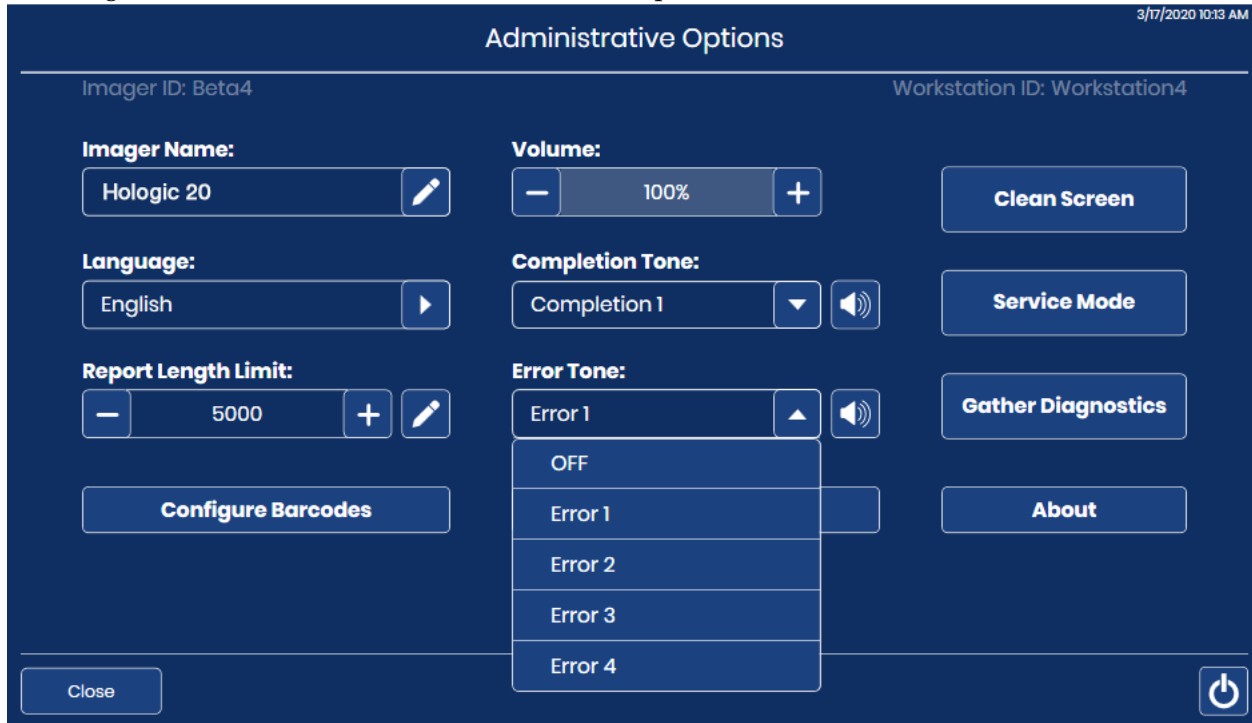 3/17/2020 10:13 AM
Administrative Options
Imager ID: Beta4
Workstation ID: Workstation4
Imager Name:
Hologic 20
Volume:
100%
Clean Screen
Language:
English
Completion Tone:
Completion 1
Service Mode
Report Length Limit:
5000
Error Tone:
Error 1
Gather Diagnostics
OFF
Error 1
Error 2
Error 3
Error 4
Configure Barcodes
About
Close